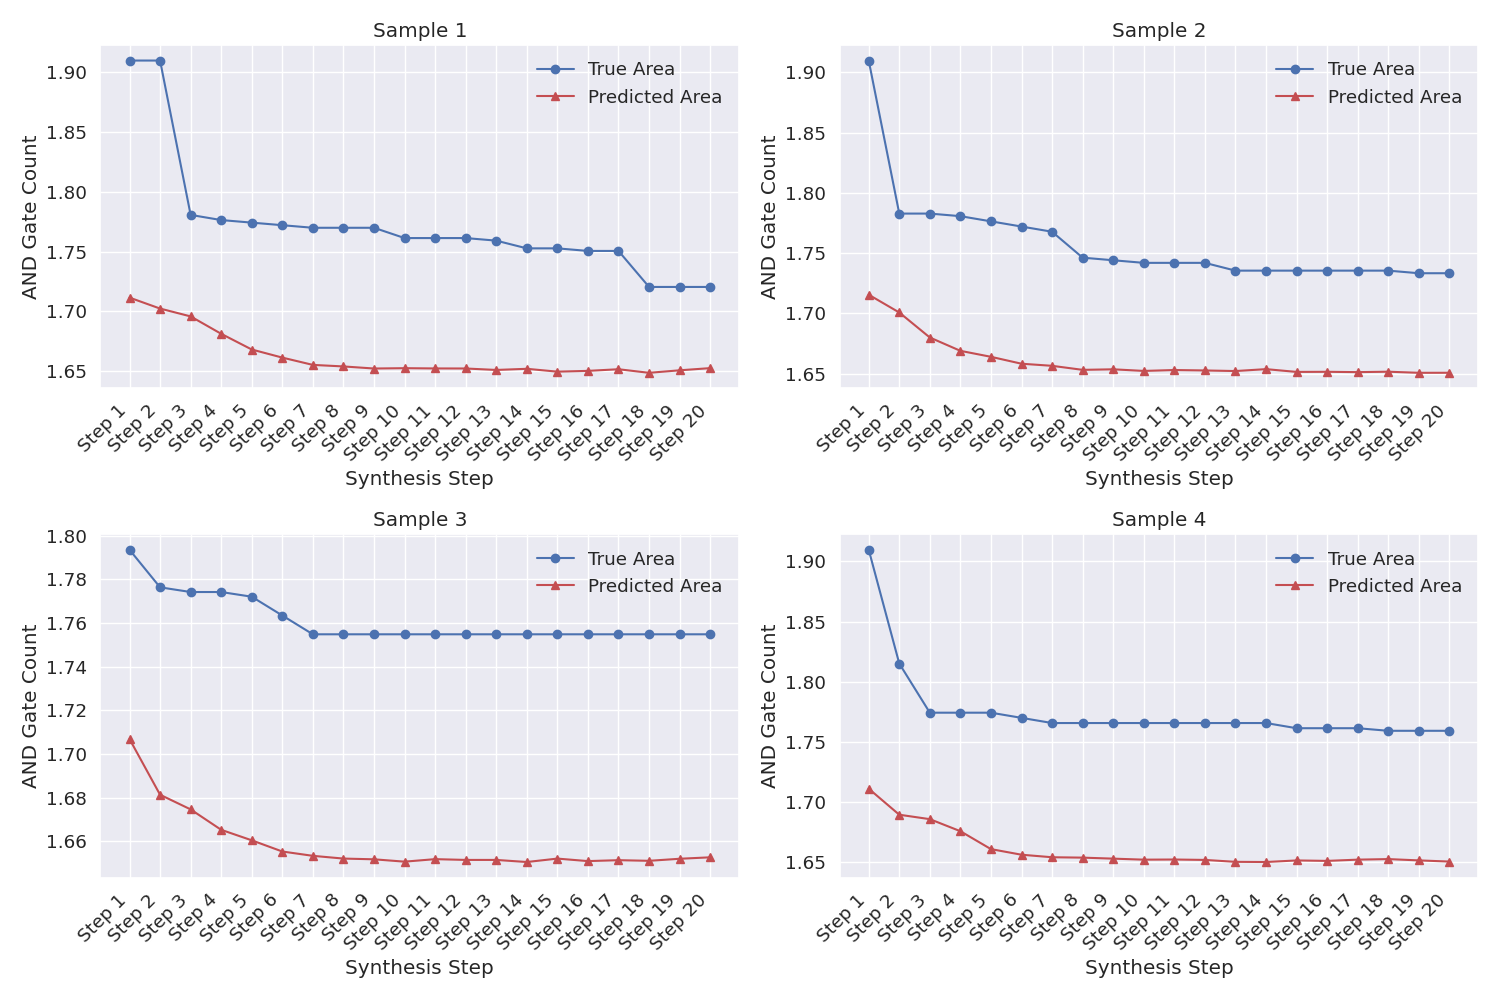 Sample 1
AND Gate Count
1.90
1.85
1.80
1.75
1.70
1.65
True Area
Predicted Area
Step 1
Step 2
Step 3
Step 4
Step 5
Step 6
Step 7
Step 8
Step 9
Step 10
Step 11
Step 12
Step 13
Step 14
Step 15
Step 16
Step 17
Step 18
Step 19
Step 20
Synthesis Step
Sample 2
AND Gate Count
1.90
1.85
1.80
1.75
1.70
1.65
True Area
Predicted Area
Step 1
Step 2
Step 3
Step 4
Step 5
Step 6
Step 7
Step 8
Step 9
Step 10
Step 11
Step 12
Step 13
Step 14
Step 15
Step 16
Step 17
Step 18
Step 19
Step 20
Synthesis Step
Sample 3
AND Gate Count
1.80
1.78
1.76
1.74
1.72
1.70
1.68
1.66
True Area
Predicted Area
Step 1
Step 2
Step 3
Step 4
Step 5
Step 6
Step 7
Step 8
Step 9
Step 10
Step 11
Step 12
Step 13
Step 14
Step 15
Step 16
Step 17
Step 18
Step 19
Step 20
Synthesis Step
Sample 4
AND Gate Count
1.90
1.85
1.80
1.75
1.70
1.65
True Area
Predicted Area
Step 1
Step 2
Step 3
Step 4
Step 5
Step 6
Step 7
Step 8
Step 9
Step 10
Step 11
Step 12
Step 13
Step 14
Step 15
Step 16
Step 17
Step 18
Step 19
Step 20
Synthesis Step